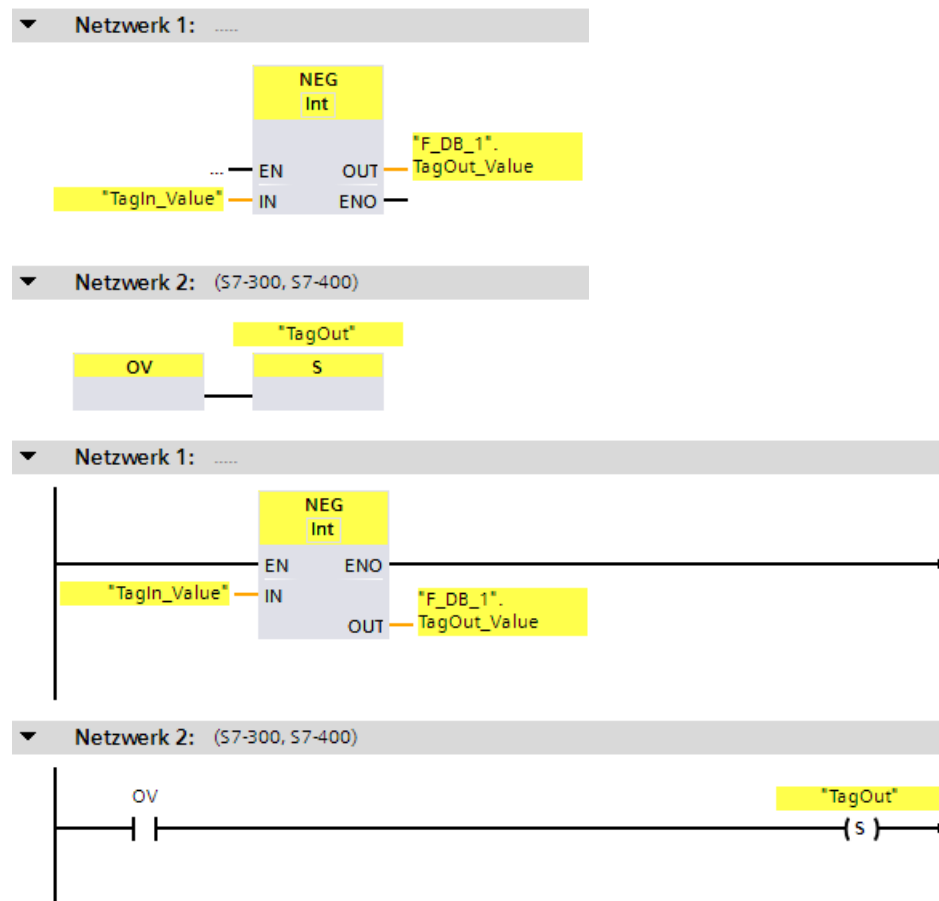 Netzwerk 1: .....
NEG
Int
"F_DB_1".
TagOut_Value
... EN OUT
"TagIn_Value" IN ENO
Netzwerk 2: (S7-300, S7-400)
"TagOut"
OV S
Netzwerk 1: .....
NEG
Int
EN ENO
"TagIn_Value" IN
"F_DB_1".
OUT TagOut_Value
Netzwerk 2: (S7-300, S7-400)
OV "TagOut"
S